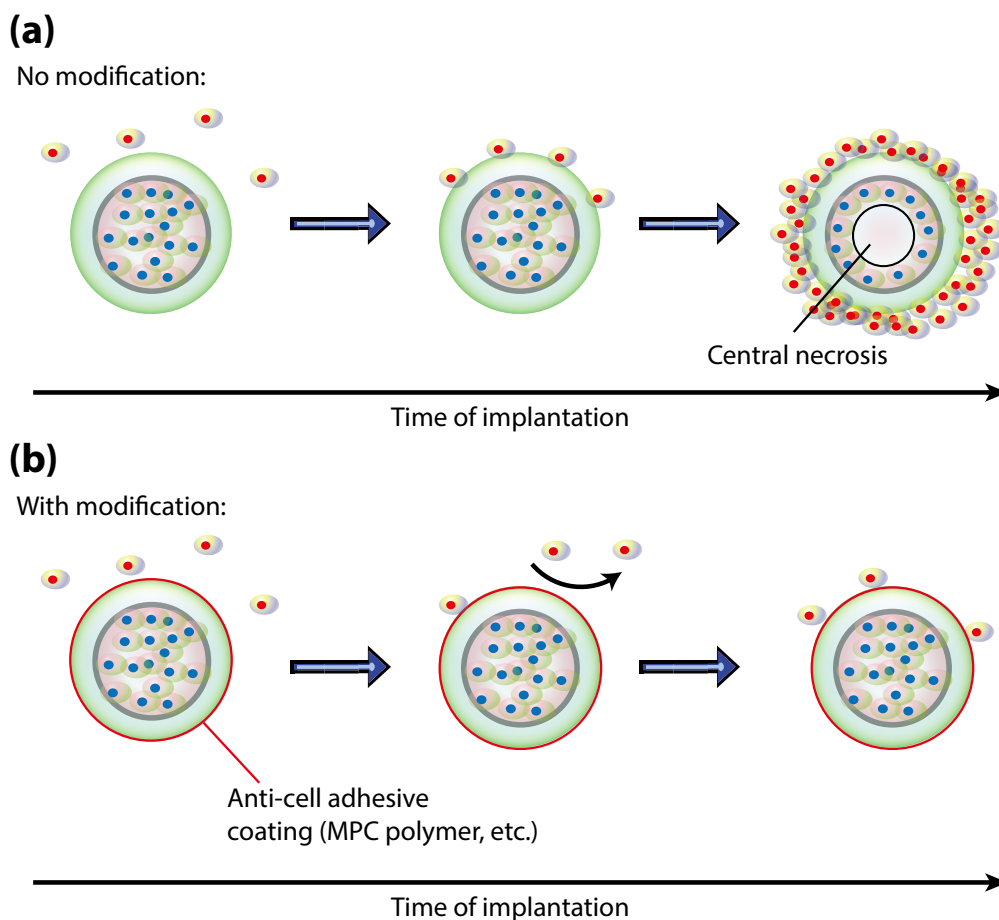 (a)
No modification:
Central necrosis
Time of implantation
(b)
With modification:
Anti-cell adhesive
coating (MPC polymer, etc.)
Time of implantation